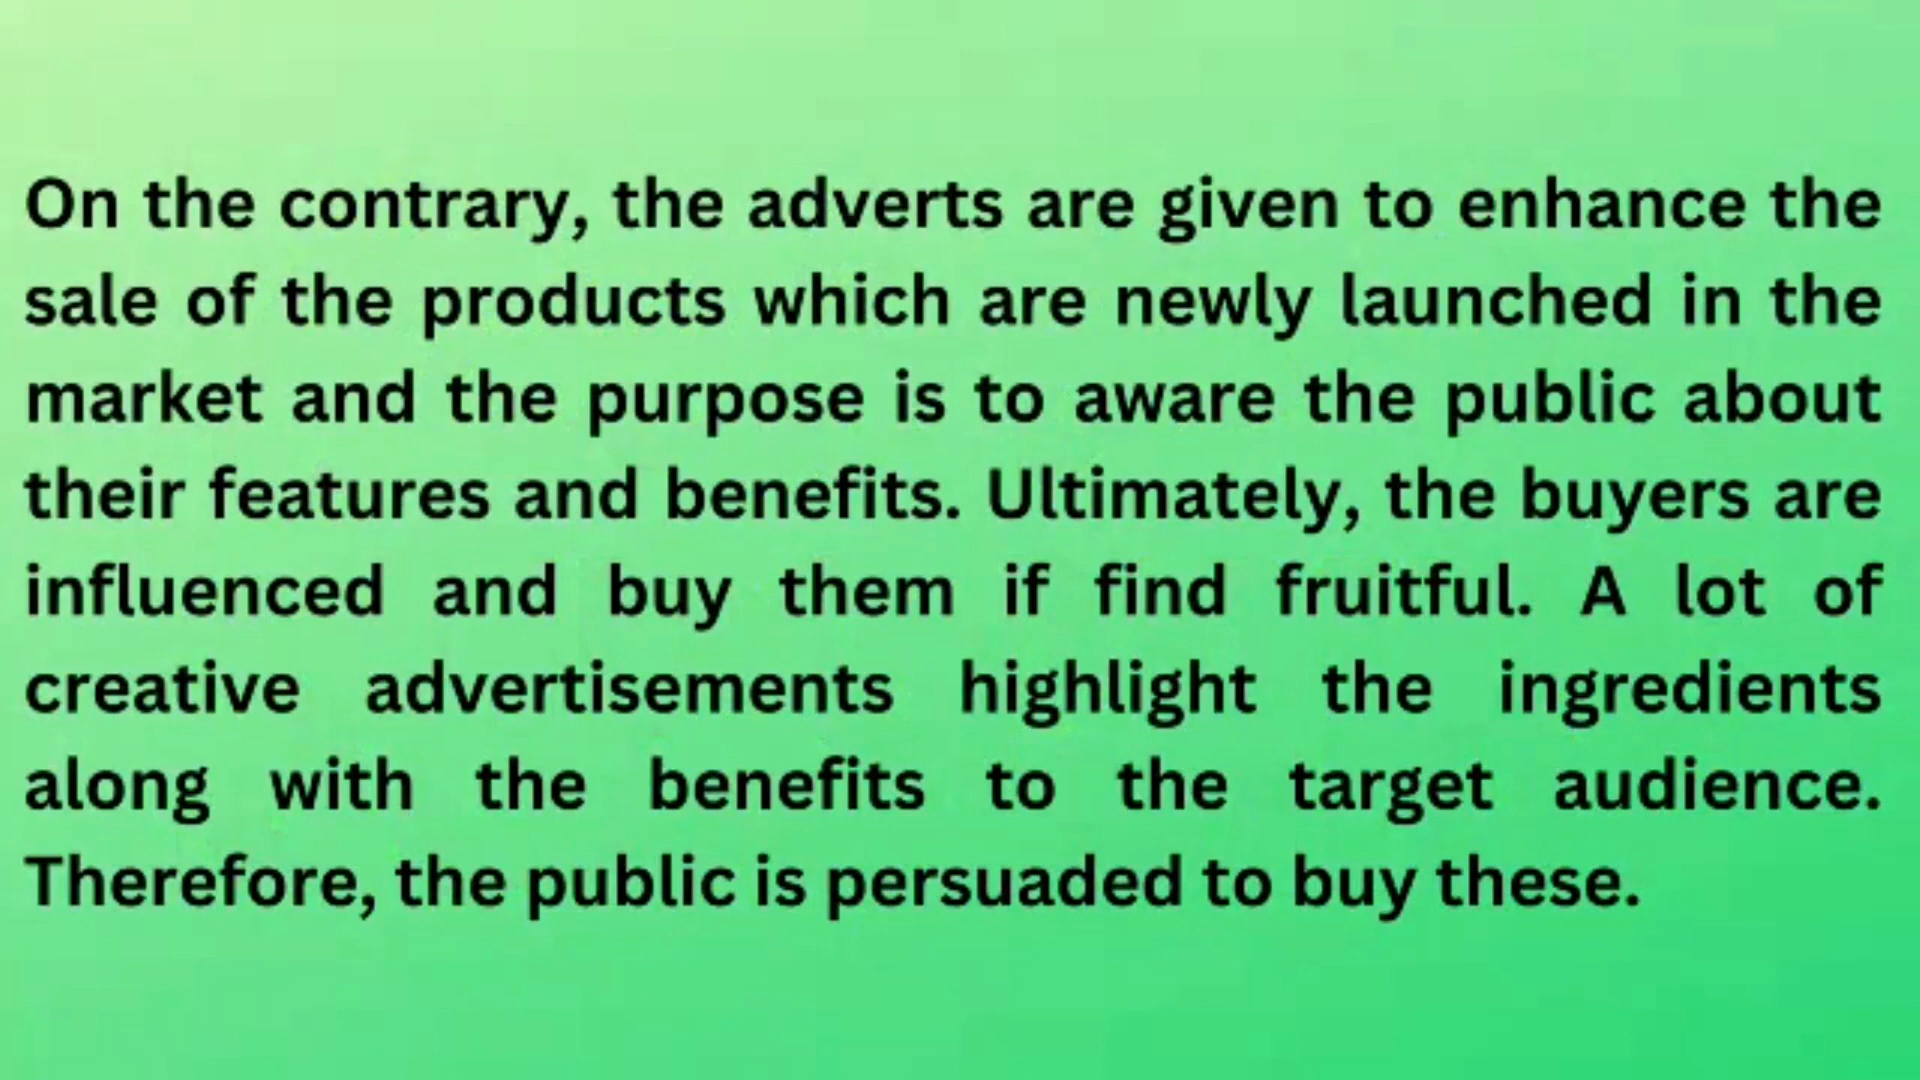 On the contrary, the adverts are given to enhance the
sale of the products which are newly launched in the
market and the purpose is to aware the public about
their features and benefits. Ultimately, the buyers are
influenced and buy them if find fruitful. A lot of
creative advertisements highlight the ingredients
along with the benefits to the target audience.
Therefore, the public is persuaded to buy these.